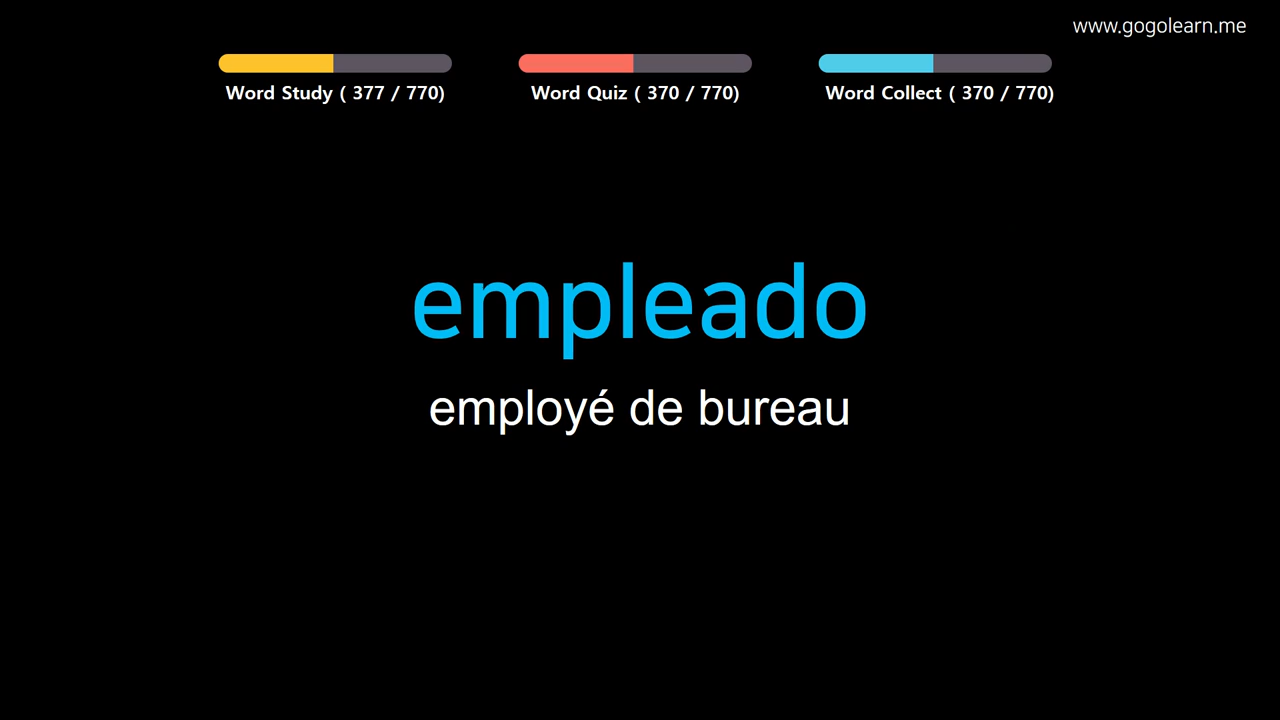 www.gogolearn.me
Word Study ( 377 / 770)
Word Quiz ( 370 / 770)
Word Collect ( 370 / 770)
empleado
employé de bureau